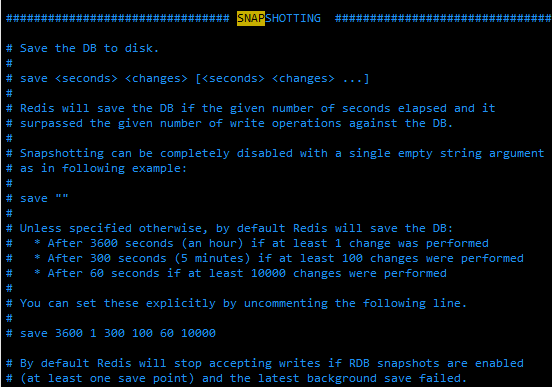 ############################### SNAPSHOTTING  ###############################
# Save the DB to disk.
#
# save <seconds> <changes> [<seconds> <changes> ...]
#
# Redis will save the DB if the given number of seconds elapsed and it
# surpassed the given number of write operations against the DB.
#
# Snapshotting can be completely disabled with a single empty string argument
# as in following example:
#
# save ""
#
# Unless specified otherwise, by default Redis will save the DB:
#   * After 3600 seconds (an hour) if at least 1 change was performed
#   * After 300 seconds (5 minutes) if at least 100 changes were performed
#   * After 60 seconds if at least 10000 changes were performed
#
# You can set these explicitly by uncommenting the following line.
#
# save 3600 1 300 100 60 10000
# By default Redis will stop accepting writes if RDB snapshots are enabled
# (at least one save point) and the latest background save failed.